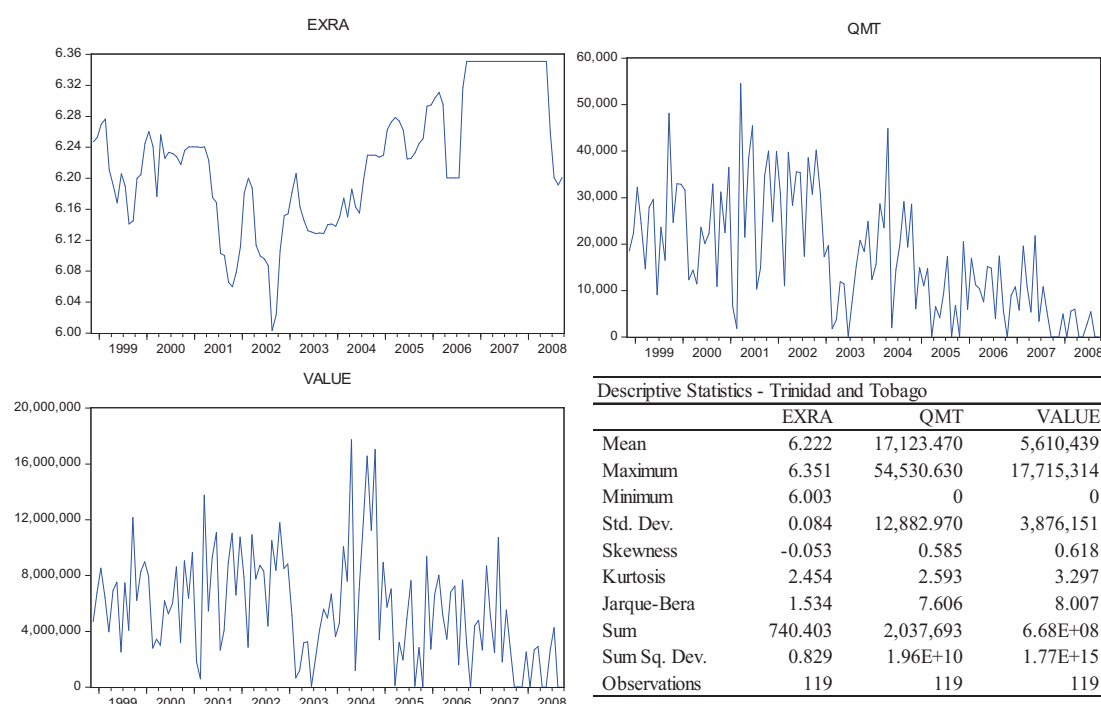 EXRA
6.36
6.32
6.28
6.24
6.20
6.16
6.12
6.08
6.04
6.00
1999 2000 2001 2002 2003 2004 2005 2006 2007 2008
QMT
60,000
50,000
40,000
30,000
20,000
10,000
0
1999 2000 2001 2002 2003 2004 2005 2006 2007 2008
VALUE
20,000,000
16,000,000
12,000,000
8,000,000
4,000,000
0
1999 2000 2001 2002 2003 2004 2005 2006 2007 2008
Descriptive Statistics - Trinidad and Tobago
EXRA QMT VALUE
Mean 6.222 17,123.470 5,610,439
Maximum 6.351 54,530.630 17,715,314
Minimum 6.003 0 0
Std. Dev. 0.084 12,882.970 3,876,151
Skewness -0.053 0.585 0.618
Kurtosis 2.454 2.593 3.297
Jarque-Bera 1.534 7.606 8.007
Sum 740.403 2,037,693 6.68E+08
Sum Sq. Dev. 0.829 1.96E+10 1.77E+15
Observations 119 119 119